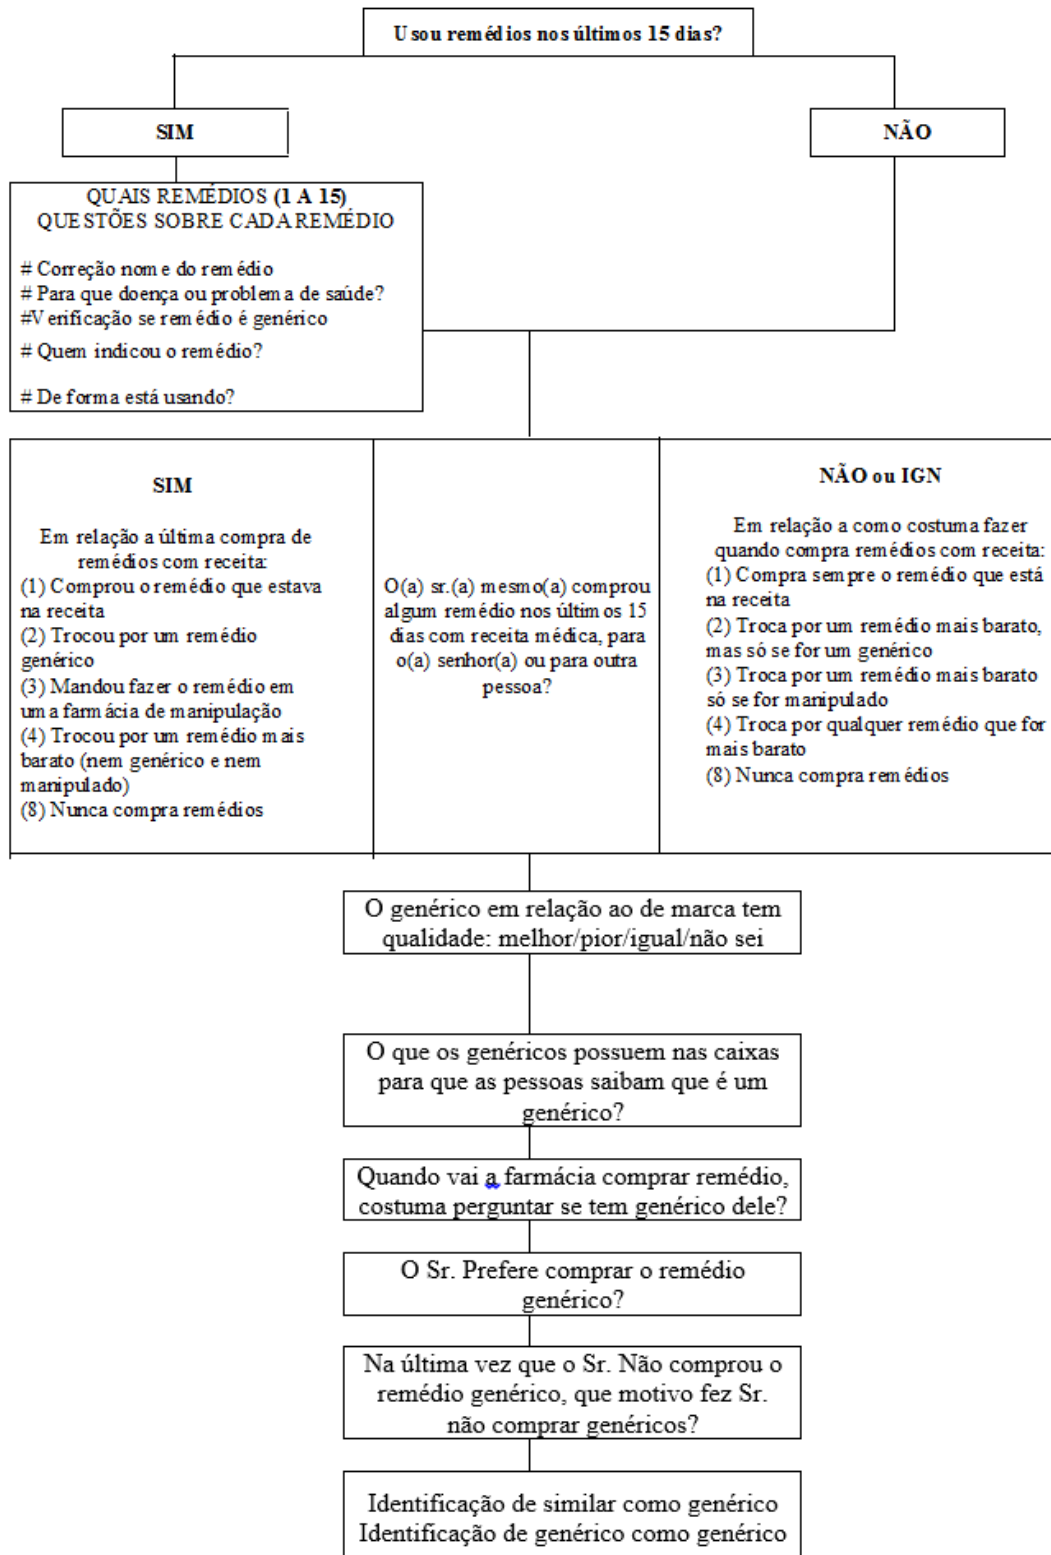 Usou remédios nos últimos 15 dias?
SIM
NÃO
QUAIS REMÉDIOS (1 A 15)
QUESTÕES SOBRE CADA REMÉDIO
# Correção nome do remédio
# Para que doença ou problema de saúde?
#Verificação se remédio é genérico
# Quem indicou o remédio?
# De forma está usando?
SIM
Em relação a última compra de
remédios com receita:
(1) Comprou o remédio que estava
na receita
(2) Trocou por um remédio
genérico
(3) Mandou fazer o remédio em
uma farmácia de manipulação
(4) Trocou por um remédio mais
barato (nem genérico e nem
manipulado)
(8) Nunca compra remédios
O(a) sr.(a) mesmo(a) comprou
algum remédio nos últimos 15
dias com receita médica, para
o(a) senhor(a) ou para outra
pessoa?
NÃO ou IGN
Em relação a como costuma fazer
quando compra remédios com receita:
(1) Compra sempre o remédio que está
na receita
(2) Troca por um remédio mais barato,
mas só se for um genérico
(3) Troca por um remédio mais barato
só se for manipulado
(4) Troca por qualquer remédio que for
mais barato
(8) Nunca compra remédios
O genérico em relação ao de marca tem
qualidade: melhor/pior/igual/não sei
O que os genéricos possuem nas caixas
para que as pessoas saibam que é um
genérico?
Quando vai a farmácia comprar remédio,
costuma perguntar se tem genérico dele?
O Sr. Prefere comprar o remédio
genérico?
Na última vez que o Sr. Não comprou o
remédio genérico, que motivo fez Sr.
não comprar genéricos?
Identificação de similar como genérico
Identificação de genérico como genérico